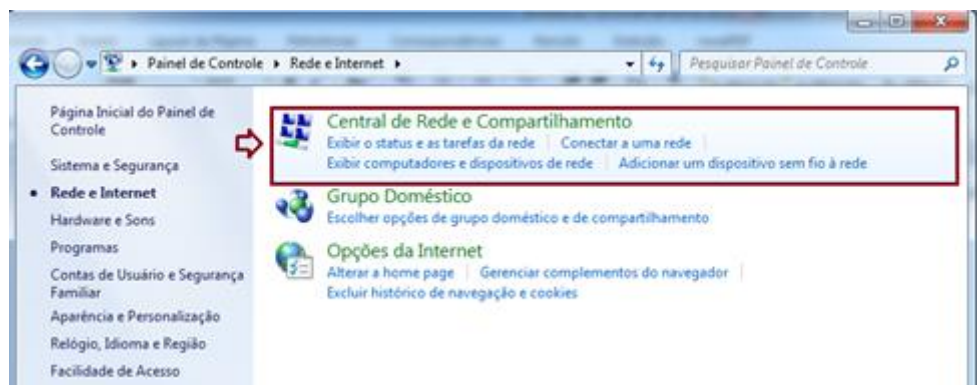 Painel de Controle Rede e Internet
Pesquisar Painel de Controle
Página Inicial do Painel de
Controle
Sistema e Segurança
Rede e Internet
Hardware e Sons
Programas
Contas de Usuário e Segurança
Familiar
Aparência e Personalização
Relógio, Idioma e Região
Facilidade de Acesso
Central de Rede e Compartilhamento
Exibir o status e as tarefas da rede Conectar a uma rede
Exibir computadores e dispositivos de rede Adicionar um dispositivo sem fio à rede
Grupo Doméstico
Escolher opções de grupo doméstico e de compartilhamento
Opções da Internet
Alterar a home page Gerenciar complementos do navegador
Excluir histórico de navegação e cookies